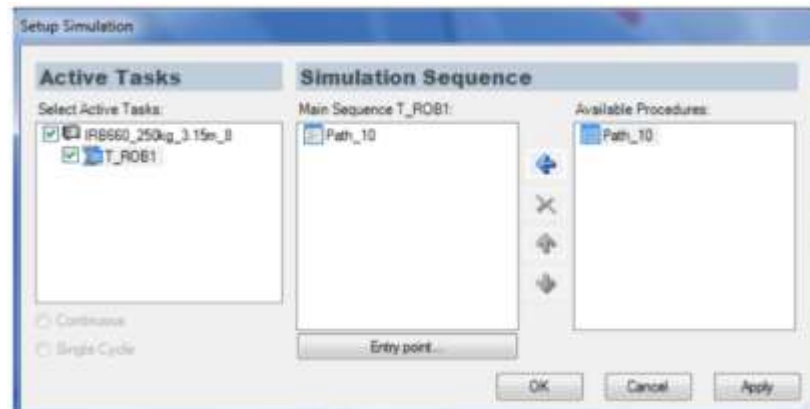 Setup Simulation
Active Tasks
Select Active Tasks:
IRB660_250kg_3.15m_8
T_ROB1
Continuous
Single Cycle
Simulation Sequence
Main Sequence T_ROB1:
Path_10
Entry point...
Available Procedures:
Path_10
OK
Cancel
Apply